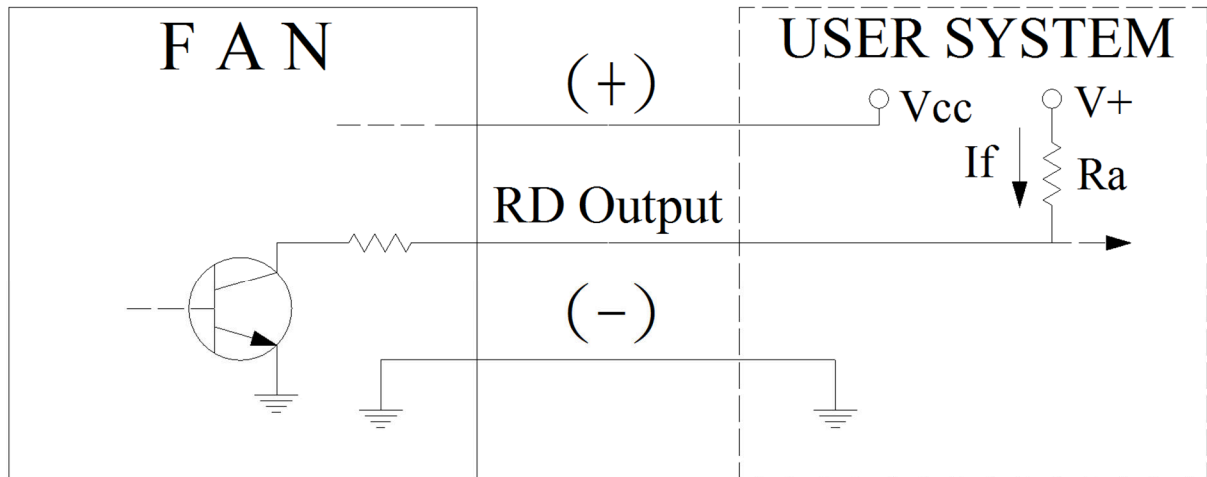 F A N
USER SYSTEM
(+)
Vcc
V+
If
Ra
RD Output
(-)